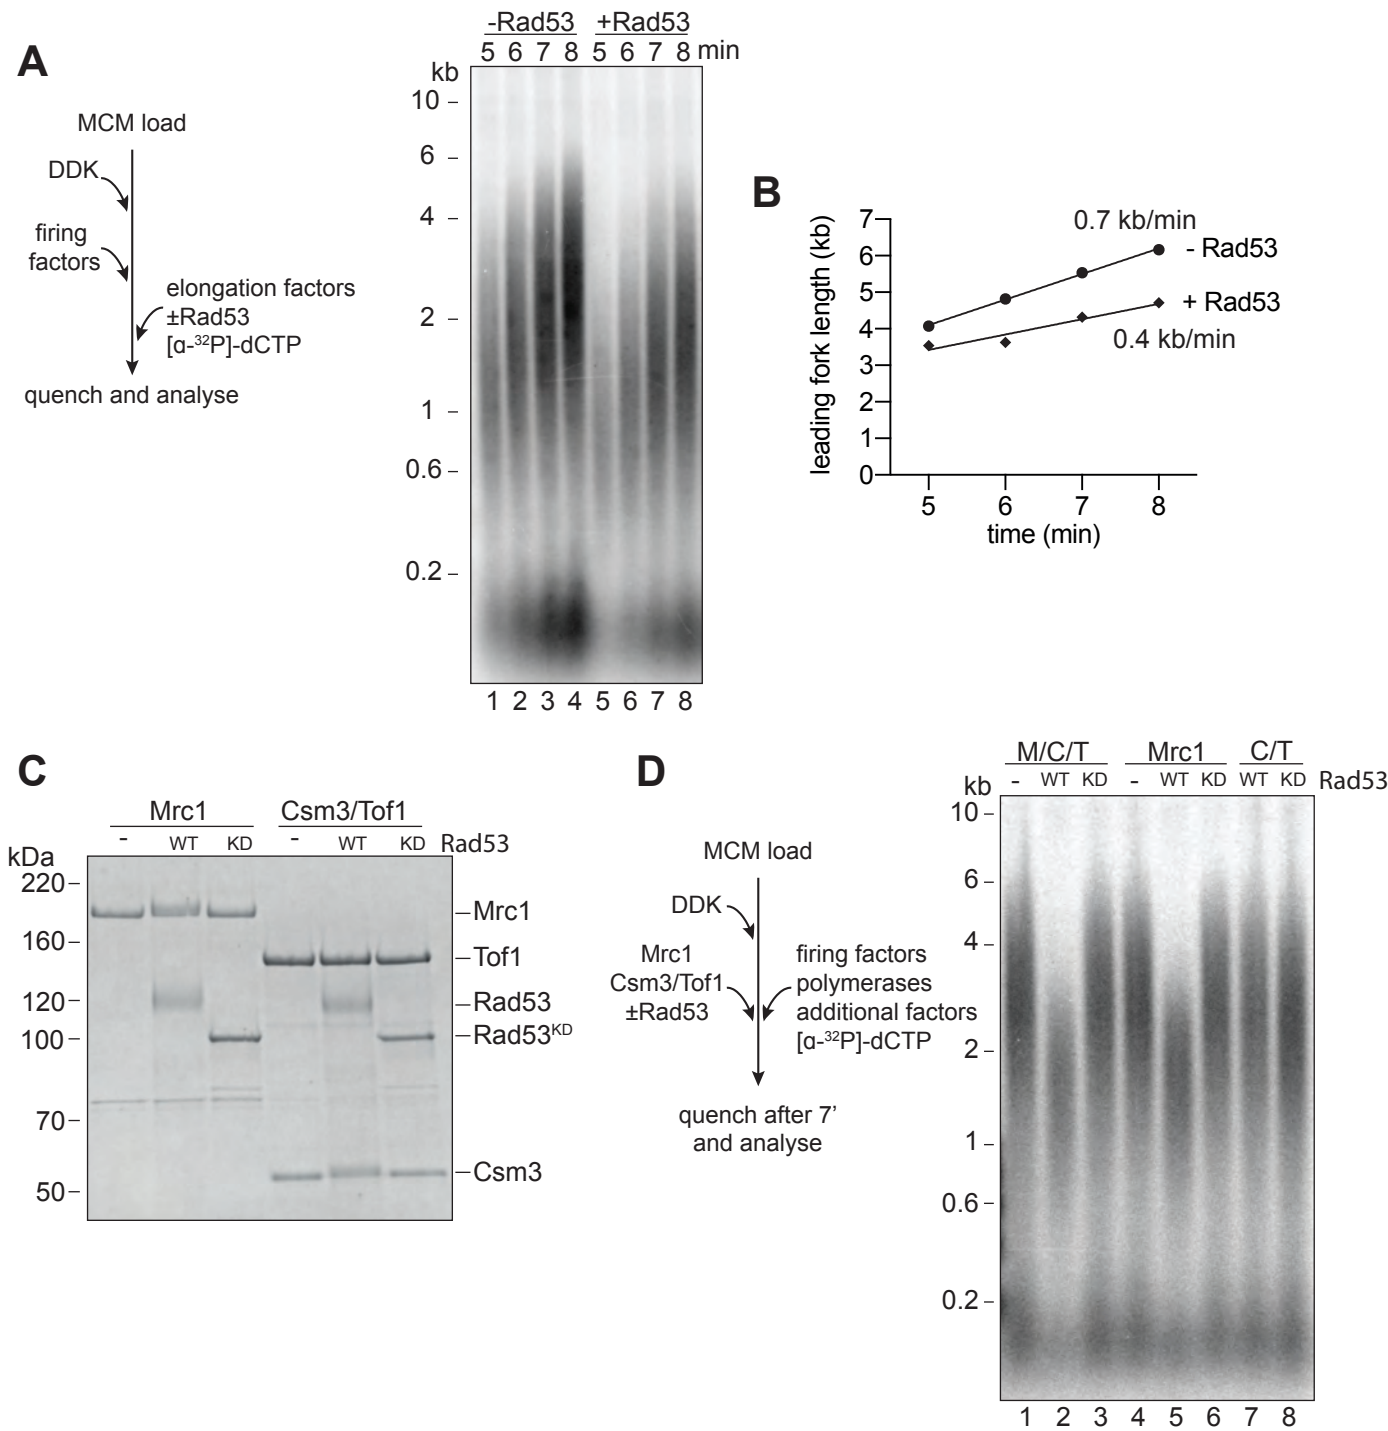 A
-Rad53 +Rad53
5 6 7 8 5 6 7 8 min
kb
10
6
4
2
1
0.6
0.2
1 2 3 4 5 6 7 8
MCM load
DDK
firing
factors
elongation factors
±Rad53
[α-³²P]-dCTP
quench and analyse
B
leading fork length (kb)
7
6
5
4
3
2
1
0
0.7 kb/min
- Rad53
+ Rad53
0.4 kb/min
5 6 7 8
time (min)
C
Mrc1 Csm3/Tof1
- WT KD - WT KD Rad53
kDa
220
160
120
100
70
50
Mrc1
Tof1
Rad53
Rad53ᴷᴰ
Csm3
D
MCM load
DDK
Mrc1
Csm3/Tof1
±Rad53
firing factors
polymerases
additional factors
[α-³²P]-dCTP
quench after 7'
and analyse
M/C/T Mrc1 C/T
- WT KD - WT KD WT KD Rad53
kb
10
6
4
2
1
0.6
0.2
1 2 3 4 5 6 7 8